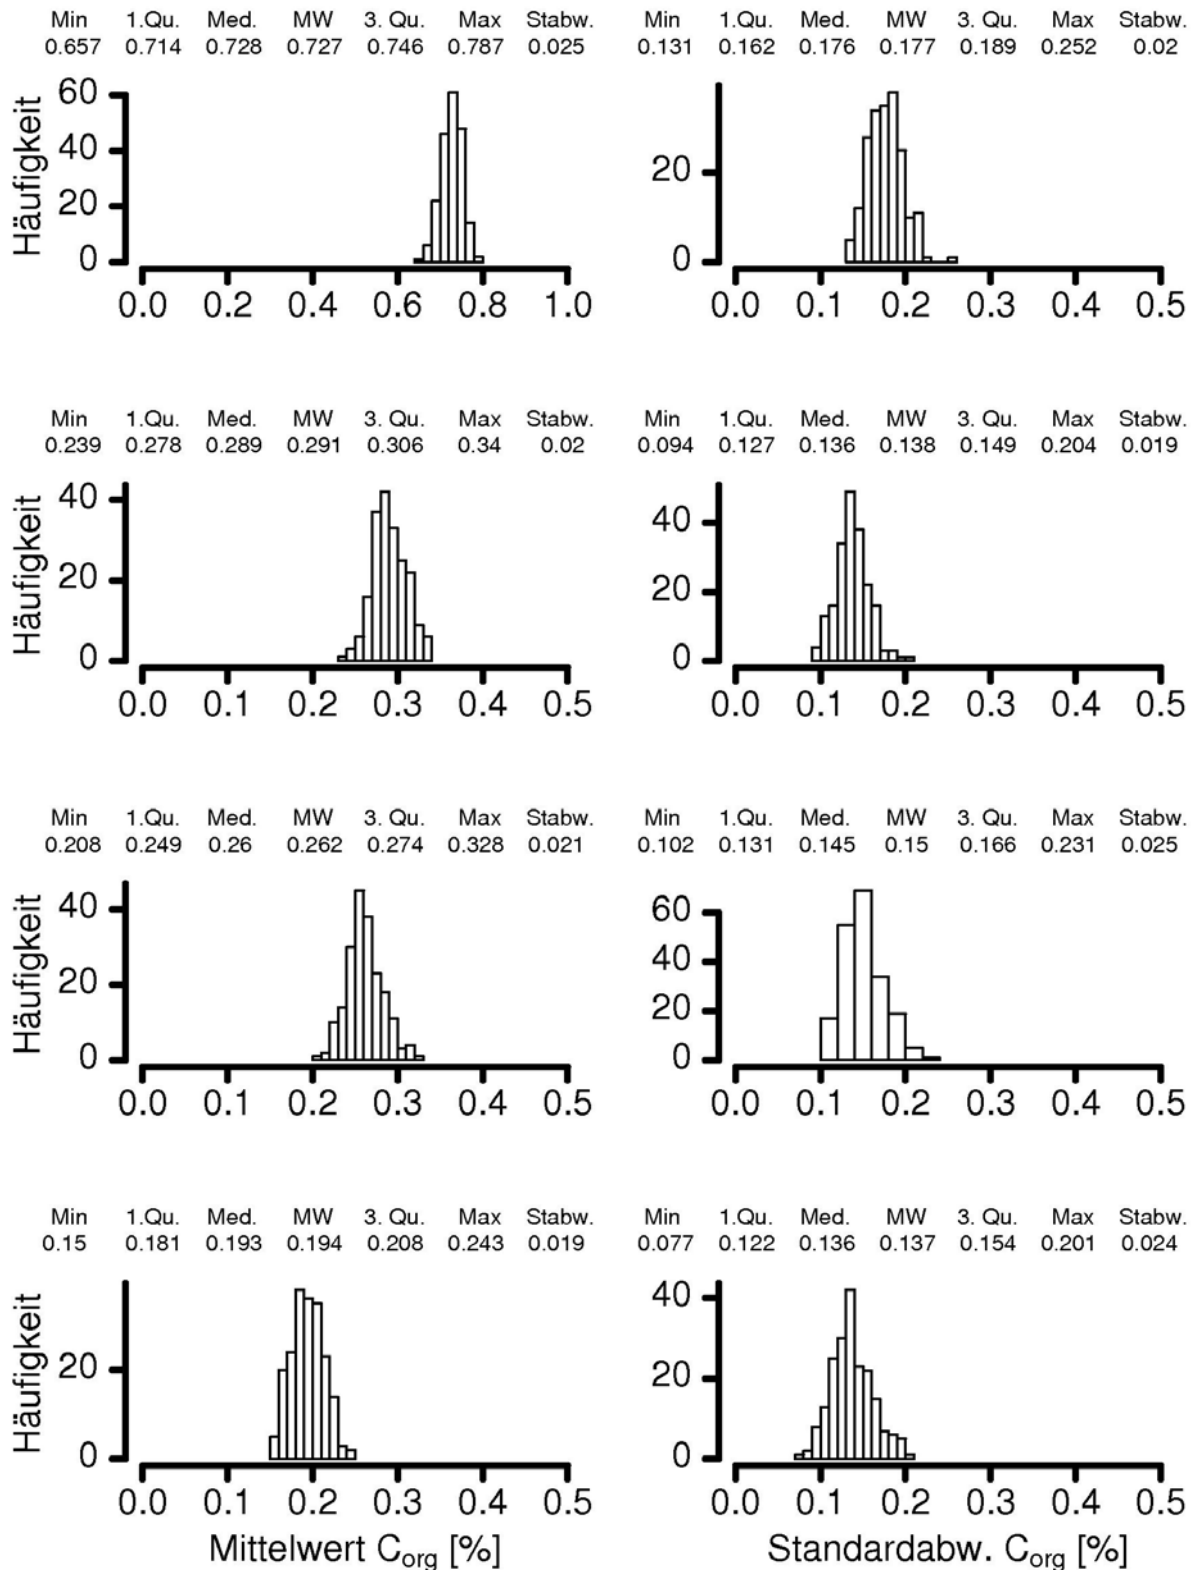 Min 1.Qu. Med. MW 3. Qu. Max Stabw. Min 1.Qu. Med. MW 3. Qu. Max Stabw.
0.657 0.714 0.728 0.727 0.746 0.787 0.025 0.131 0.162 0.176 0.177 0.189 0.252 0.02
Häufigkeit
60
40
20
0
20
0
0.0 0.2 0.4 0.6 0.8 1.0 0.0 0.1 0.2 0.3 0.4 0.5
Min 1.Qu. Med. MW 3. Qu. Max Stabw. Min 1.Qu. Med. MW 3. Qu. Max Stabw.
0.239 0.278 0.289 0.291 0.306 0.34 0.02 0.094 0.127 0.136 0.138 0.149 0.204 0.019
Häufigkeit
40
20
0
40
20
0
0.0 0.1 0.2 0.3 0.4 0.5 0.0 0.1 0.2 0.3 0.4 0.5
Min 1.Qu. Med. MW 3. Qu. Max Stabw. Min 1.Qu. Med. MW 3. Qu. Max Stabw.
0.208 0.249 0.26 0.262 0.274 0.328 0.021 0.102 0.131 0.145 0.15 0.166 0.231 0.025
Häufigkeit
40
20
0
60
40
20
0
0.0 0.1 0.2 0.3 0.4 0.5 0.0 0.1 0.2 0.3 0.4 0.5
Min 1.Qu. Med. MW 3. Qu. Max Stabw. Min 1.Qu. Med. MW 3. Qu. Max Stabw.
0.15 0.181 0.193 0.194 0.208 0.243 0.019 0.077 0.122 0.136 0.137 0.154 0.201 0.024
Häufigkeit
20
0
40
20
0
0.0 0.1 0.2 0.3 0.4 0.5 0.0 0.1 0.2 0.3 0.4 0.5
Mittelwert Corg [%] Standardabw. Corg [%]